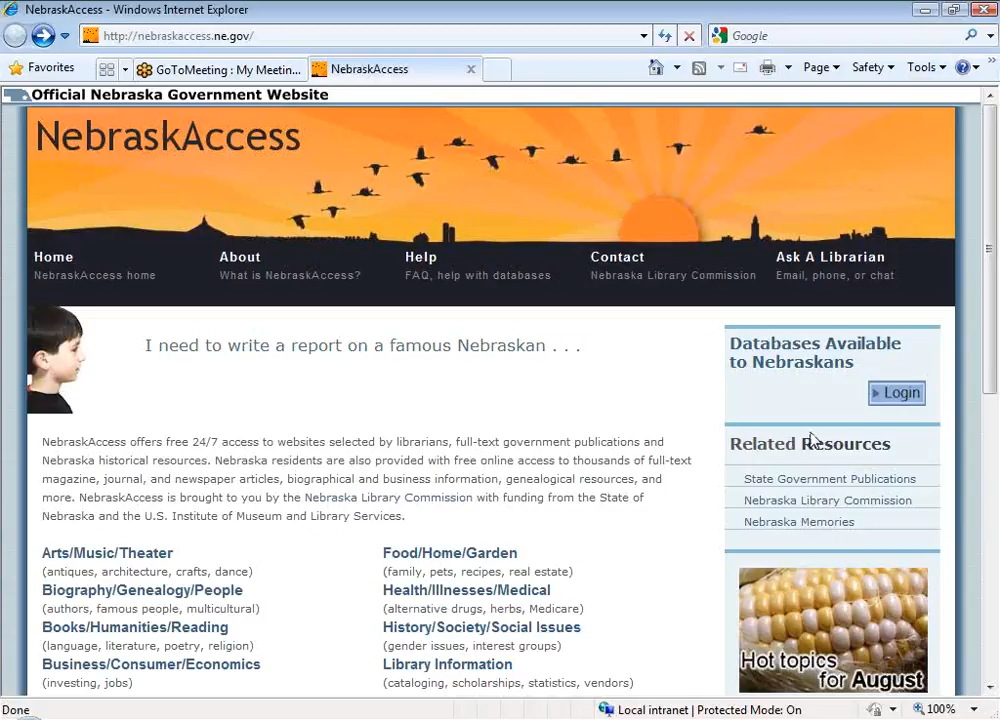 NebraskAccess - Windows Internet Explorer
http://nebraskaccess.ne.gov/
Google
Favorites
GoToMeeting : My Meetin...
NebraskAccess
Page
Safety
Tools
Official Nebraska Government Website
NebraskAccess
Home
NebraskAccess home
About
What is NebraskAccess?
Help
FAQ, help with databases
Contact
Nebraska Library Commission
Ask A Librarian
Email, phone, or chat
I need to write a report on a famous Nebraskan . . .
Databases Available
to Nebraskans
Login
Related Resources
State Government Publications
Nebraska Library Commission
Nebraska Memories
NebraskAccess offers free 24/7 access to websites selected by librarians, full-text government publications and
Nebraska historical resources. Nebraska residents are also provided with free online access to thousands of full-text
magazine, journal, and newspaper articles, biographical and business information, genealogical resources, and
more. NebraskAccess is brought to you by the Nebraska Library Commission with funding from the State of
Nebraska and the U.S. Institute of Museum and Library Services.
Arts/Music/Theater
(antiques, architecture, crafts, dance)
Biography/Genealogy/People
(authors, famous people, multicultural)
Books/Humanities/Reading
(language, literature, poetry, religion)
Business/Consumer/Economics
(investing, jobs)
Food/Home/Garden
(family, pets, recipes, real estate)
Health/Illnesses/Medical
(alternative drugs, herbs, Medicare)
History/Society/Social Issues
(gender issues, interest groups)
Library Information
(cataloging, scholarships, statistics, vendors)
Hot topics
for August
Done
Local intranet | Protected Mode: On
100%